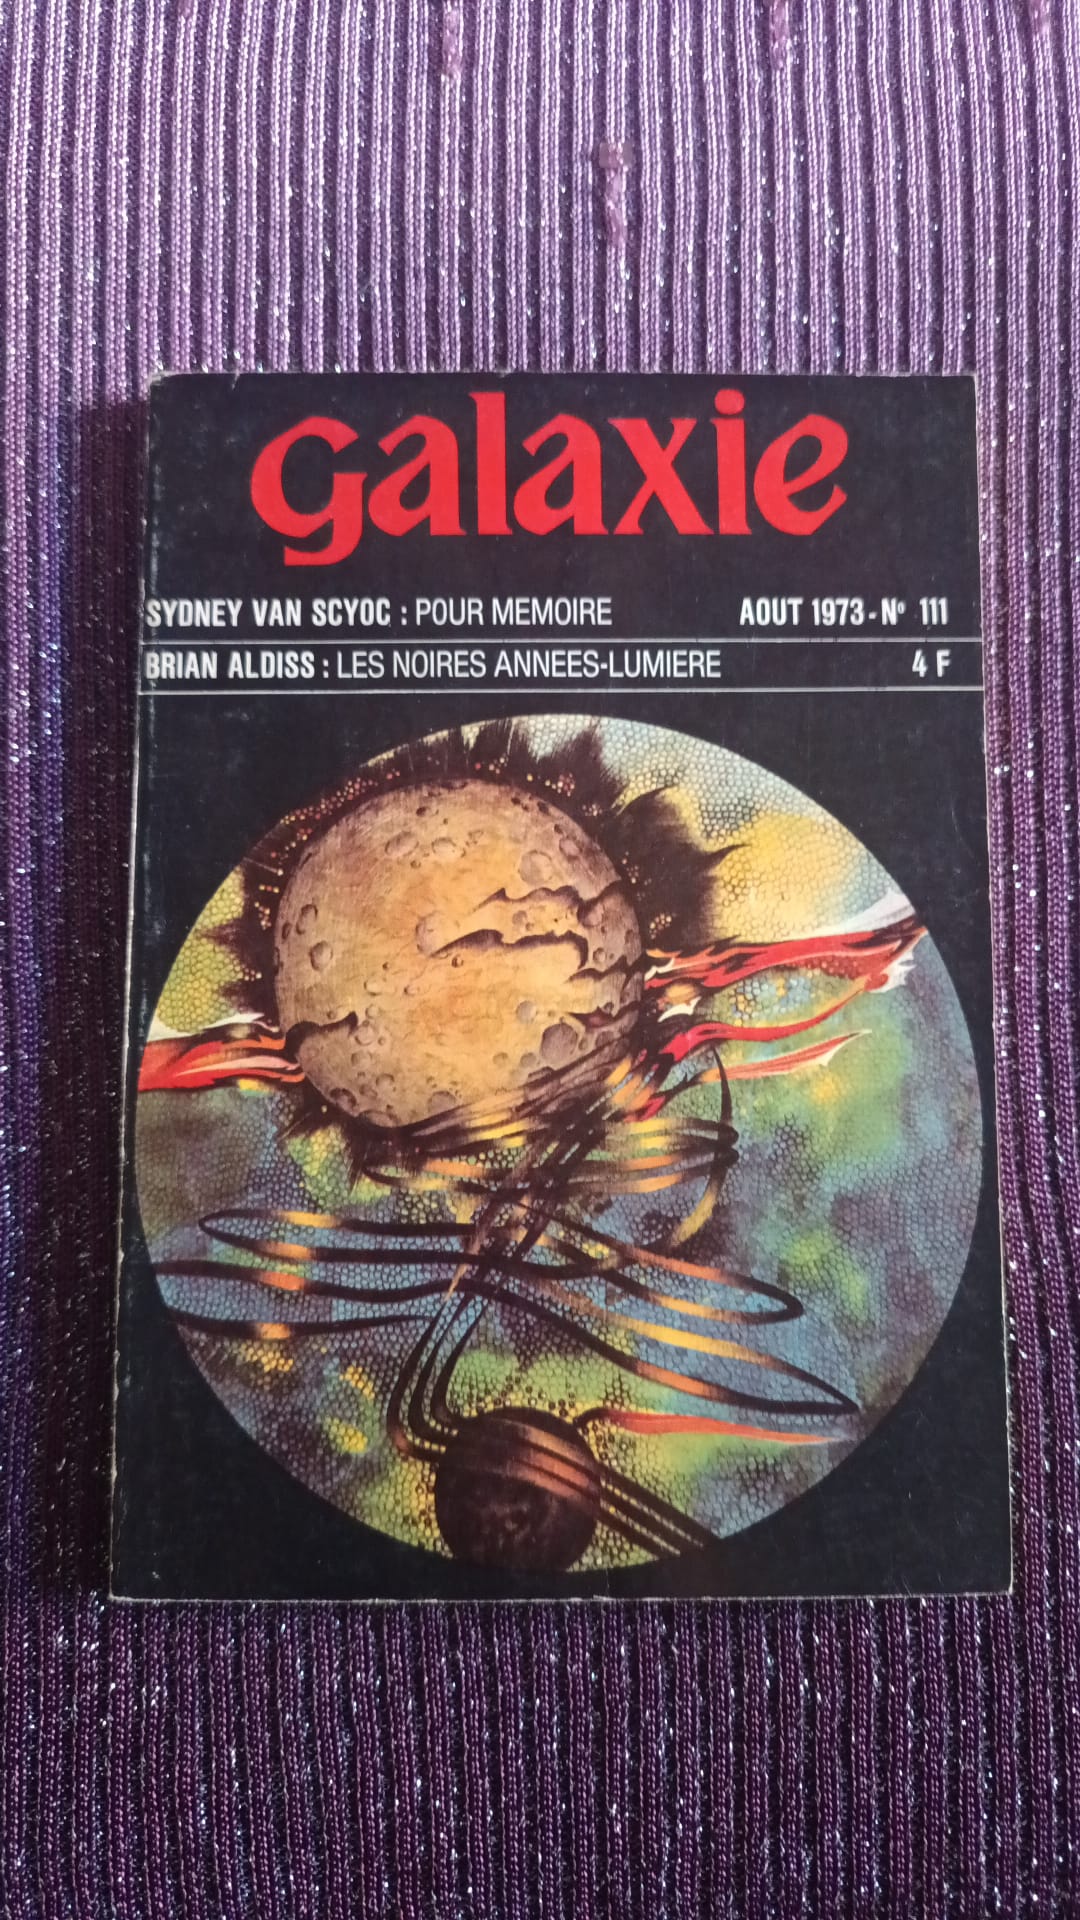 galaxie
SYDNEY VAN SCYOC : POUR MEMOIRE AOUT 1973 - N° 111
BRIAN ALDISS : LES NOIRES ANNEES-LUMIERE 4 F